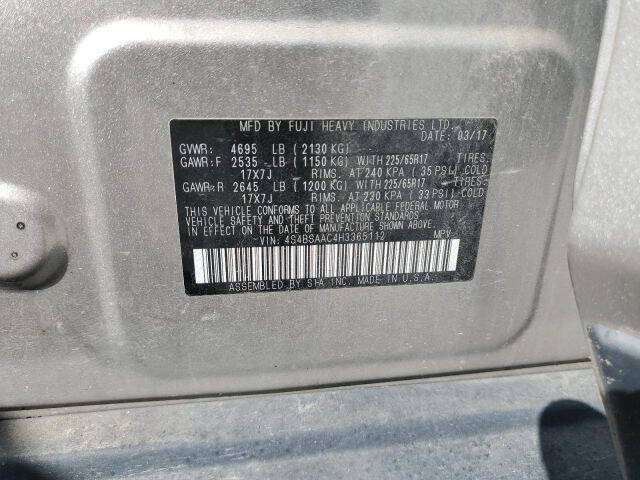 MFD BY FUJI HEAVY INDUSTRIES LTD.
DATE: 03/17
GVWR: 4695 LB (2130 KG)
GAWR:F 2535 LB (1150 KG) WITH 225/65R17 TIRES.
17X7J RIMS. AT 240 KPA (35 PSI) COLD
GAWR:R 2645 LB (1200 KG) WITH 225/65R17 TIRES.
17X7J RIMS. AT 230 KPA (33 PSI) COLD
THIS VEHICLE CONFORMS TO ALL APPLICABLE FEDERAL MOTOR
VEHICLE SAFETY AND THEFT PREVENTION STANDARDS
IN EFFECT ON THE DATE OF MANUFACTURE SHOWN ABOVE.
VIN: 4S4BSAAC4H3365112 MPV
ASSEMBLED BY SIA INC. MADE IN U.S.A.